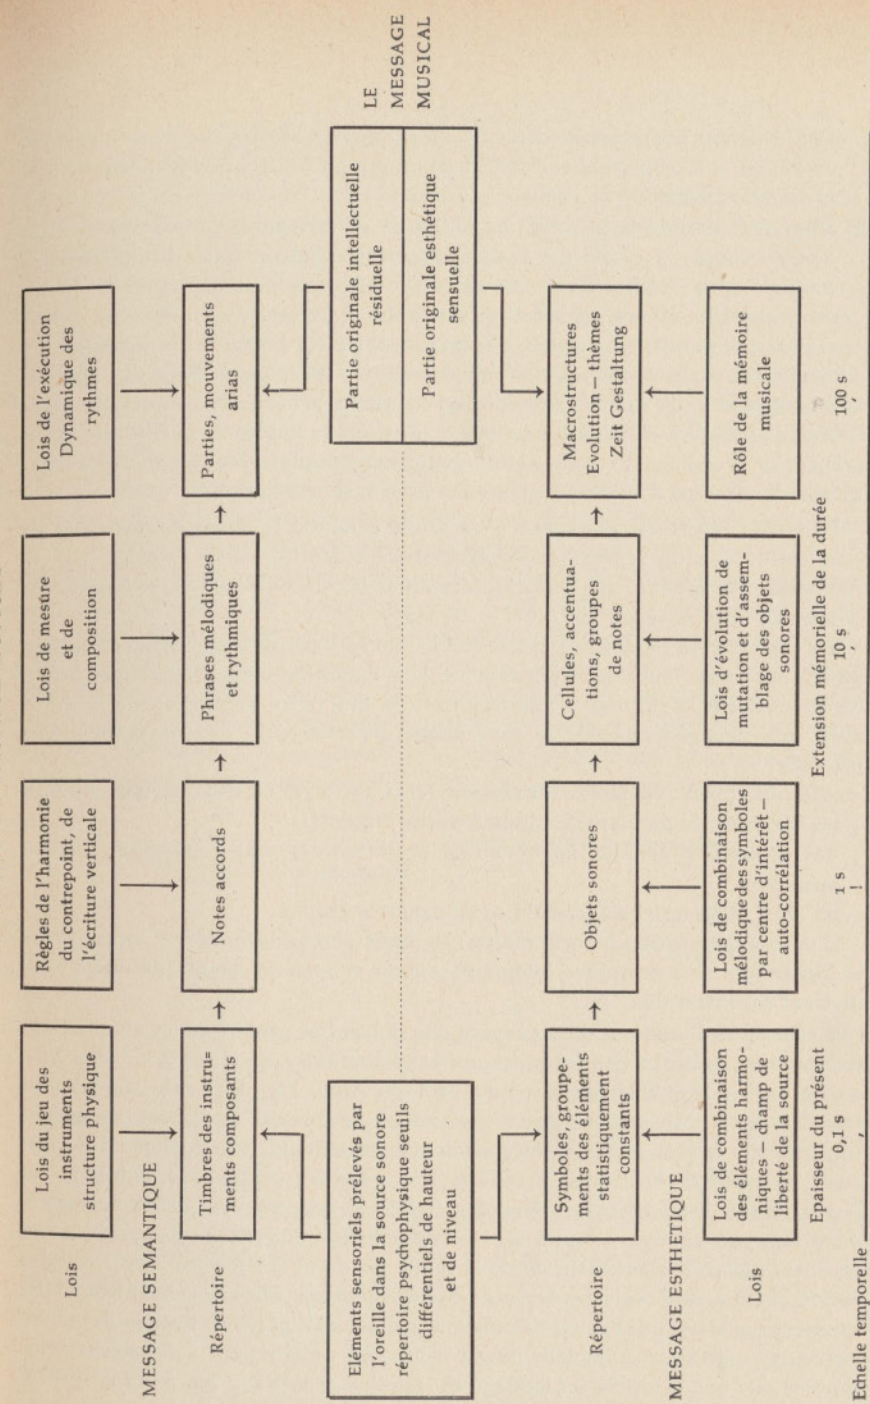 Lois
Lois du jeu des
instruments
structure physique
Règles de l'harmonie
du contrepoint, de
l'écriture verticale
Lois de mesure
et de
composition
Lois de l'exécution
Dynamique des
rythmes
MESSAGE SEMANTIQUE
Répertoire
Timbres des instru=
ments composants
Notes accords
Phrases mélodiques
et rythmiques
Parties, mouvements
arias
Eléments sensoriels prélevés par
l'oreille dans la source sonore
répertoire psychophysique seuils
différentiels de hauteur
et de niveau
Partie originale intellectuelle
résiduelle
Partie originale esthétique
sensuelle
LE
MESSAGE
MUSICAL
Répertoire
Symboles, groupe-
ments des éléments
statistiquement
constants
Objets sonores
Cellules, accentua-
tions, groupes
de notes
Macrostructures
Evolution — thèmes
Zeit Gestaltung
MESSAGE ESTHETIQUE
Lois
Lois de combinaison
des éléments harmo-
niques — champ de
liberté de la source
Lois de combinaison
mélodique des symboles
par centre d'intérêt —
auto-corrélation
Lois d'évolution de
mutation et d'assem-
blage des objets
sonores
Rôle de la mémoire
musicale
Epaisseur du présent
Extension mémorielle de la durée
0,1 s
1 s
10 s
100 s
Echelle temporelle